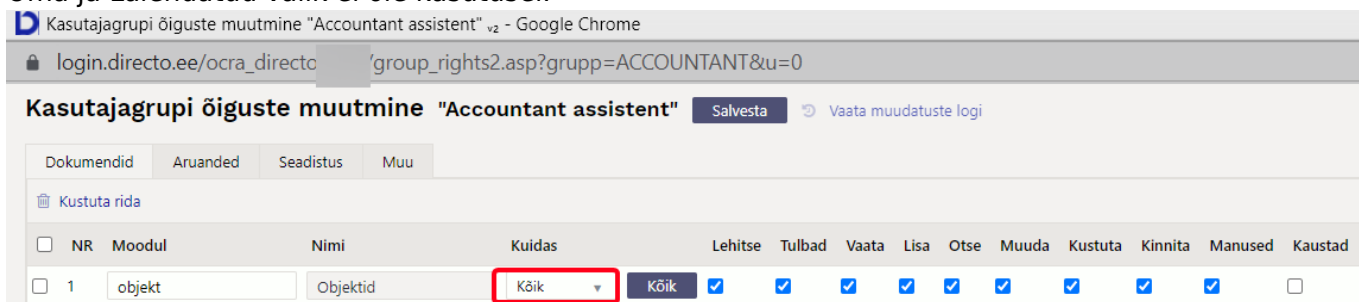 Kasutajagrupi õiguste muutmine "Accountant assistent" v2 - Google Chrome
login.directo.ee/ocra_directo /group_rights2.asp?grupp=ACCOUNTANT&u=0
Kasutajagrupi õiguste muutmine "Accountant assistent" Salvesta Vaata muudatuste logi
Dokumendid Aruanded Seadistus Muu
Kustuta rida
NR Moodul Nimi Kuidas Lehitse Tulbad Vaata Lisa Otse Muuda Kustuta Kinnita Manused Kaustad
1 objekt Objektid Kõik Kõik